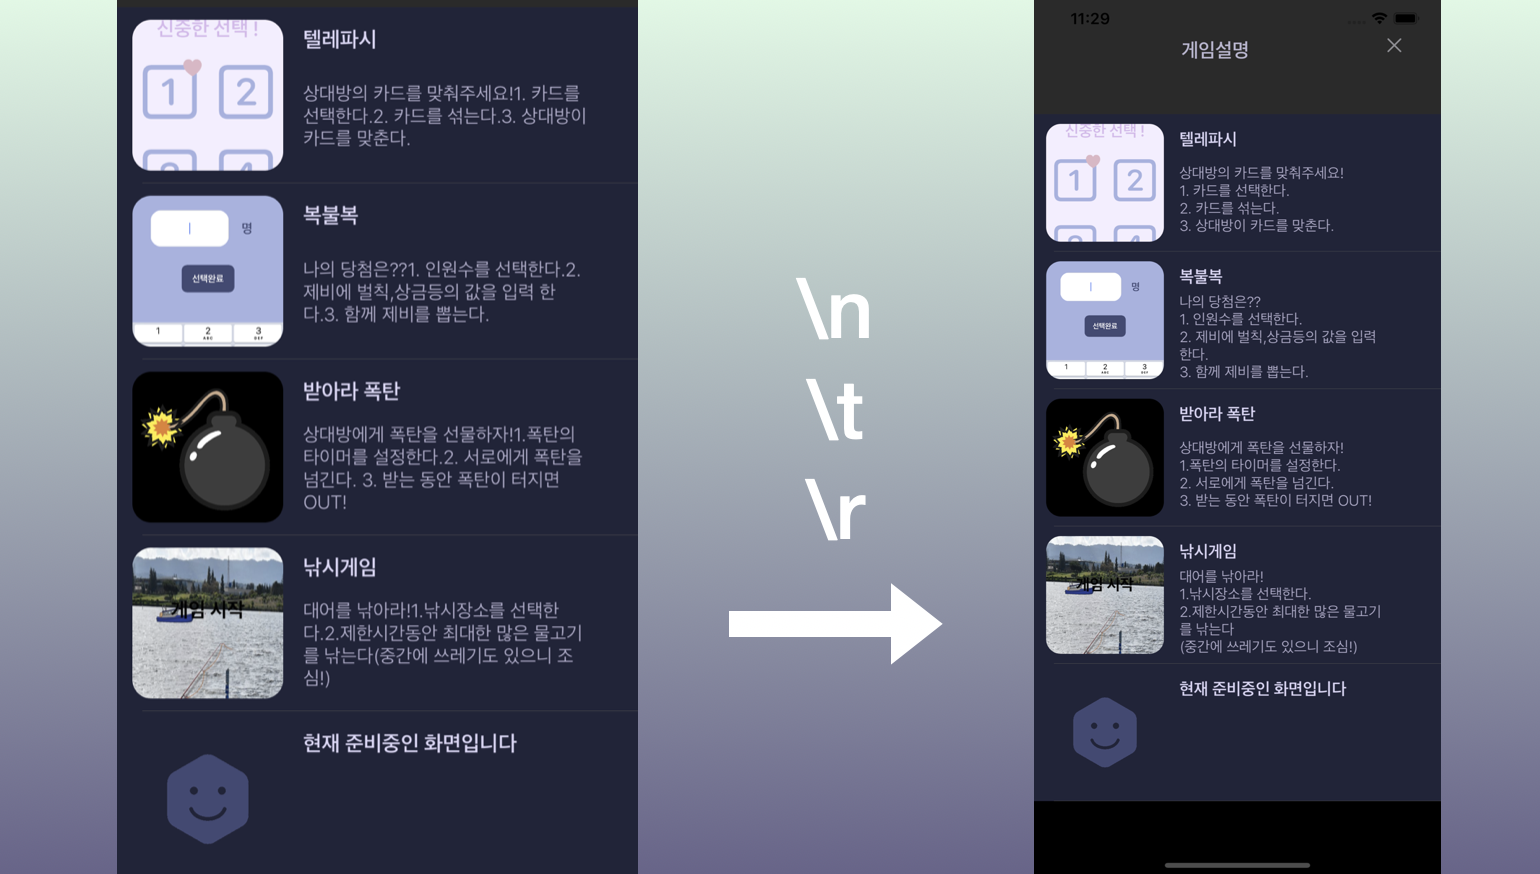 신중한 선택 !
1
2
텔레파시
상대방의 카드를 맞춰주세요!1. 카드를
선택한다.2. 카드를 섞는다.3. 상대방이
카드를 맞춘다.
명
선택완료
1
2
ABC
3
DEF
복불복
나의 당첨은??1. 인원수를 선택한다.2.
제비에 벌칙,상금등의 값을 입력 한
다.3. 함께 제비를 뽑는다.
받아라 폭탄
상대방에게 폭탄을 선물하자!1.폭탄의
타이머를 설정한다.2. 서로에게 폭탄을
넘긴다. 3. 받는 동안 폭탄이 터지면
OUT!
게임 시작
낚시게임
대어를 낚아라!1.낚시장소를 선택한
다.2.제한시간동안 최대한 많은 물고기
를 낚는다(중간에 쓰레기도 있으니 조
심!)
현재 준비중인 화면입니다
\n
\t
\r
11:29
게임설명
신중한 선택 !
1
2
텔레파시
상대방의 카드를 맞춰주세요!
1. 카드를 선택한다.
2. 카드를 섞는다.
3. 상대방이 카드를 맞춘다.
명
선택완료
1
2
ABC
3
DEF
복불복
나의 당첨은??
1. 인원수를 선택한다.
2. 제비에 벌칙,상금등의 값을 입력
한다.
3. 함께 제비를 뽑는다.
받아라 폭탄
상대방에게 폭탄을 선물하자!
1.폭탄의 타이머를 설정한다.
2. 서로에게 폭탄을 넘긴다.
3. 받는 동안 폭탄이 터지면 OUT!
게임 시작
낚시게임
대어를 낚아라!
1.낚시장소를 선택한다.
2.제한시간동안 최대한 많은 물고기
를 낚는다
(중간에 쓰레기도 있으니 조심!)
현재 준비중인 화면입니다